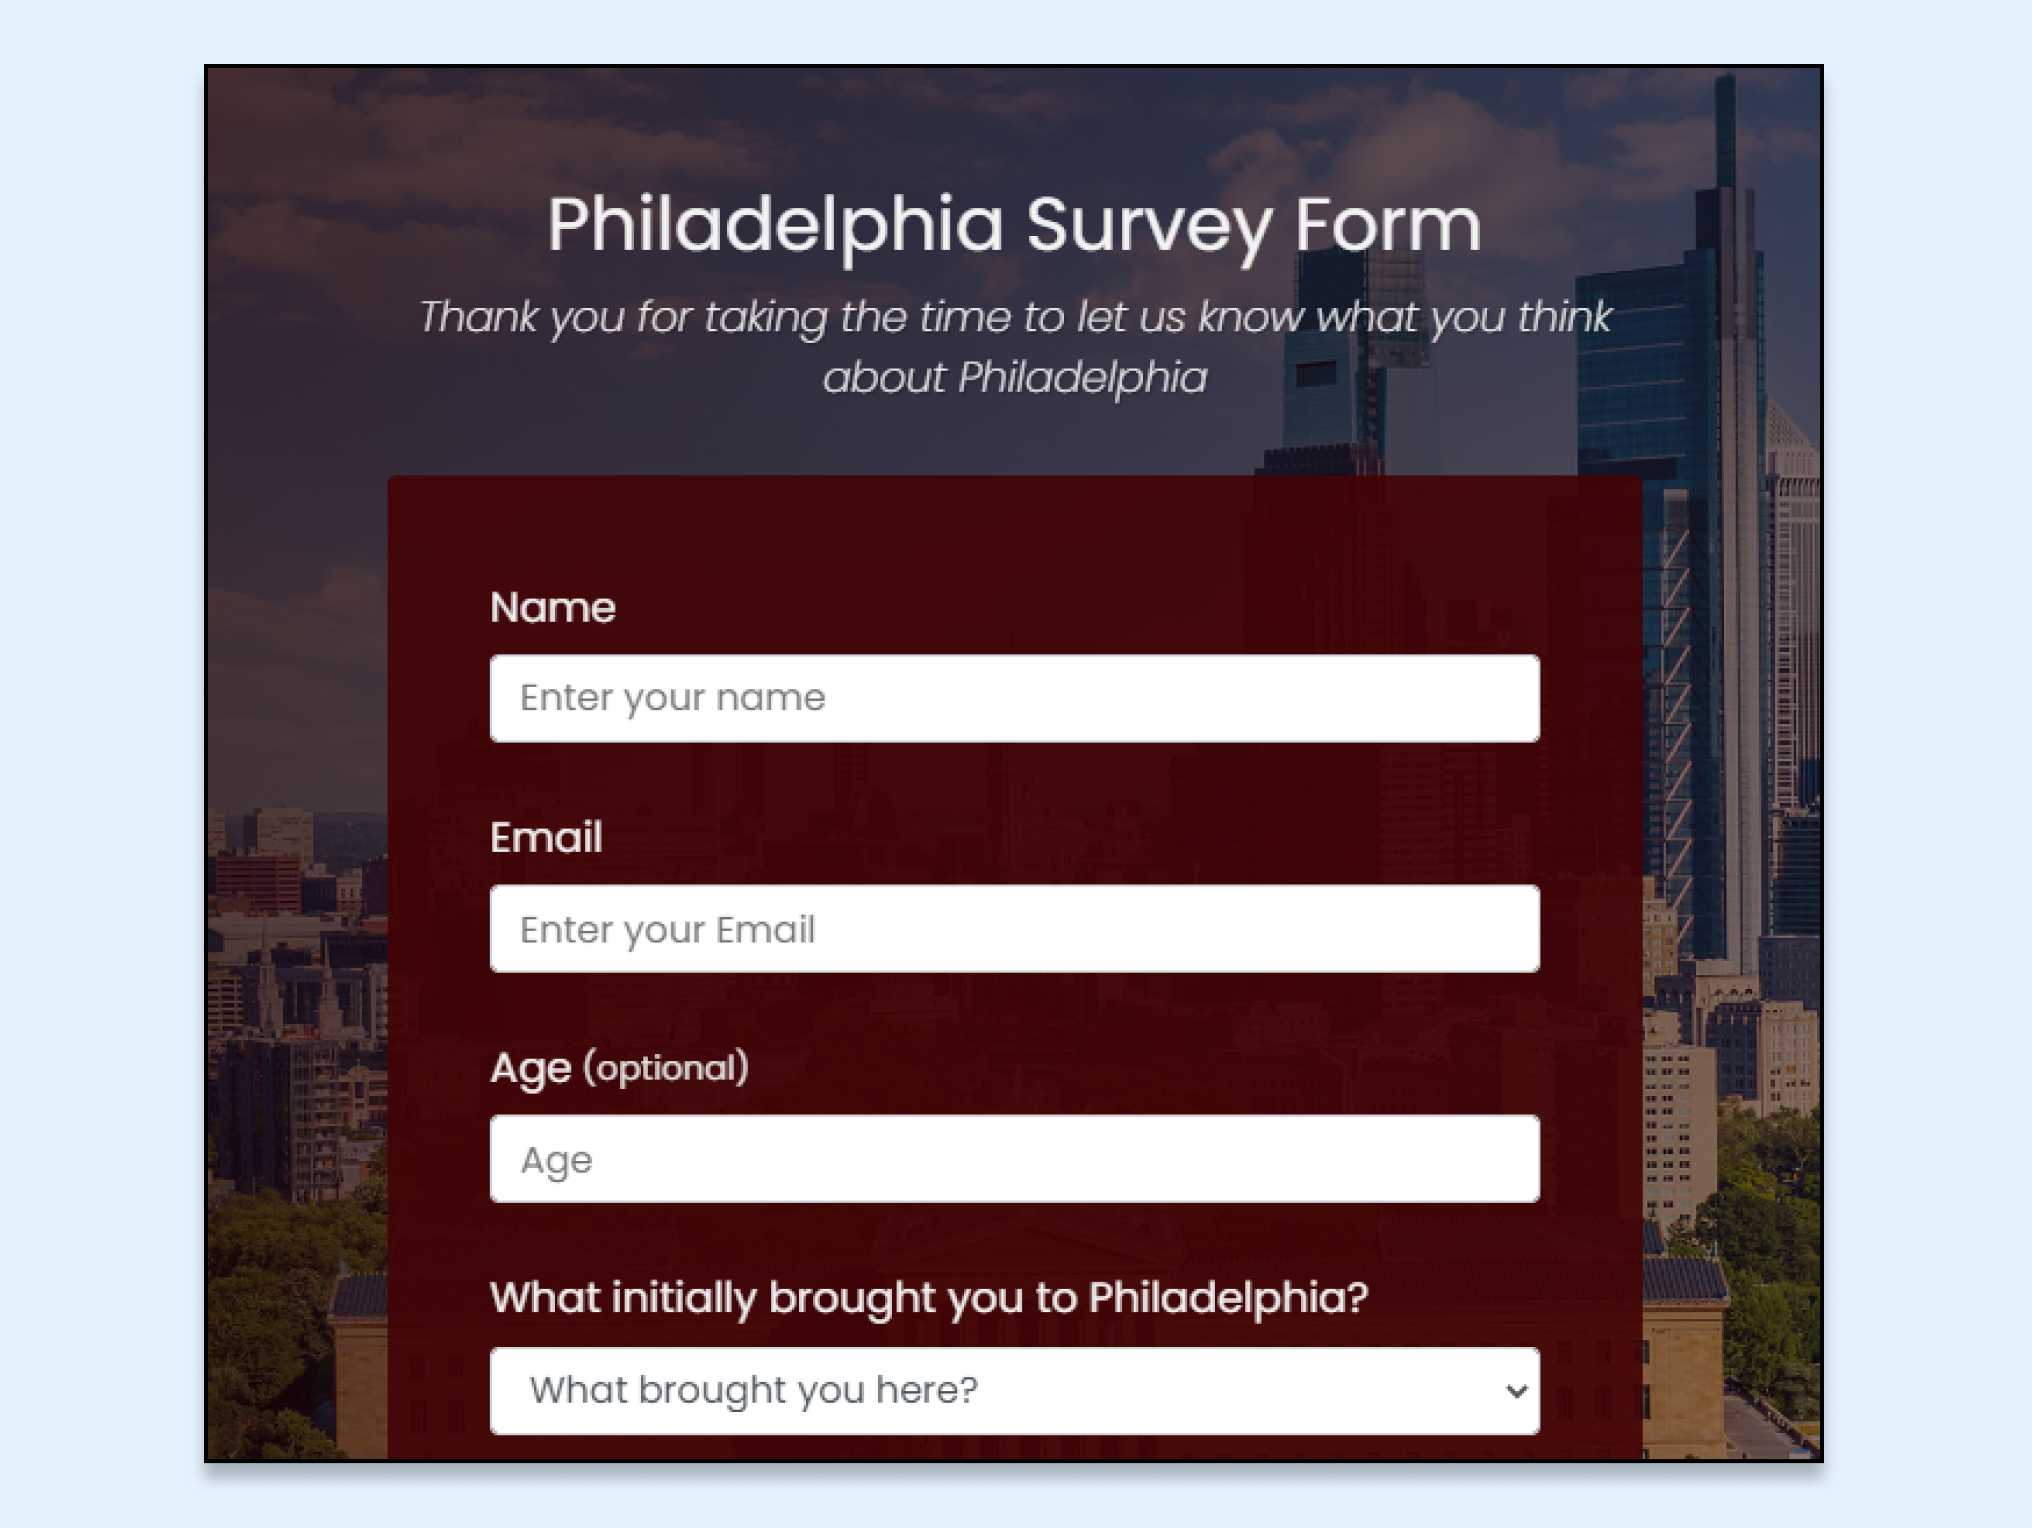 Philadelphia Survey Form
Thank you for taking the time to let us know what you think
about Philadelphia
Name
Enter your name
Email
Enter your Email
Age (optional)
Age
What initially brought you to Philadelphia?
What brought you here?